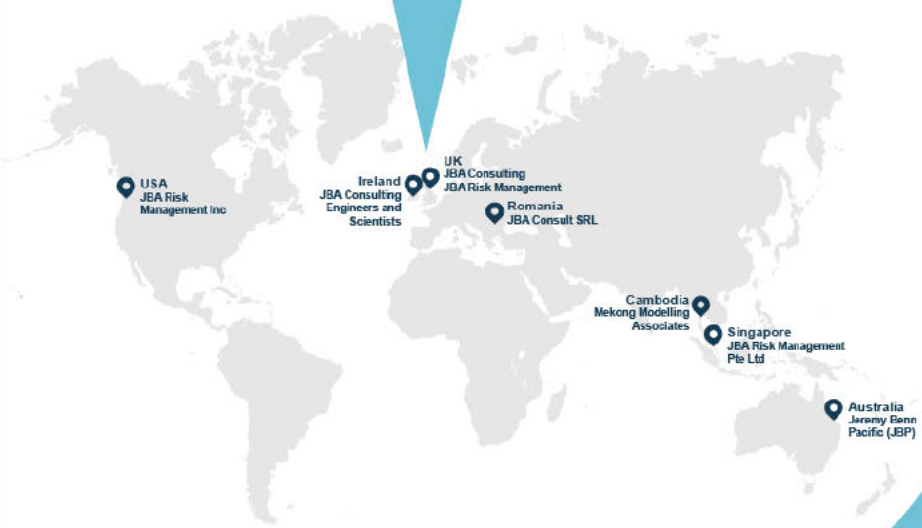 UK
JBA Consulting
JBA Risk Management
Ireland
JBA Consulting
Engineers and
Scientists
USA
JBA Risk
Management Inc
Romania
JBA Consult SRL
Cambodia
Mekong Modelling
Associates
Singapore
JBA Risk Management
Pte Ltd
Australia
Jeremy Benn
Pacific (JBP)